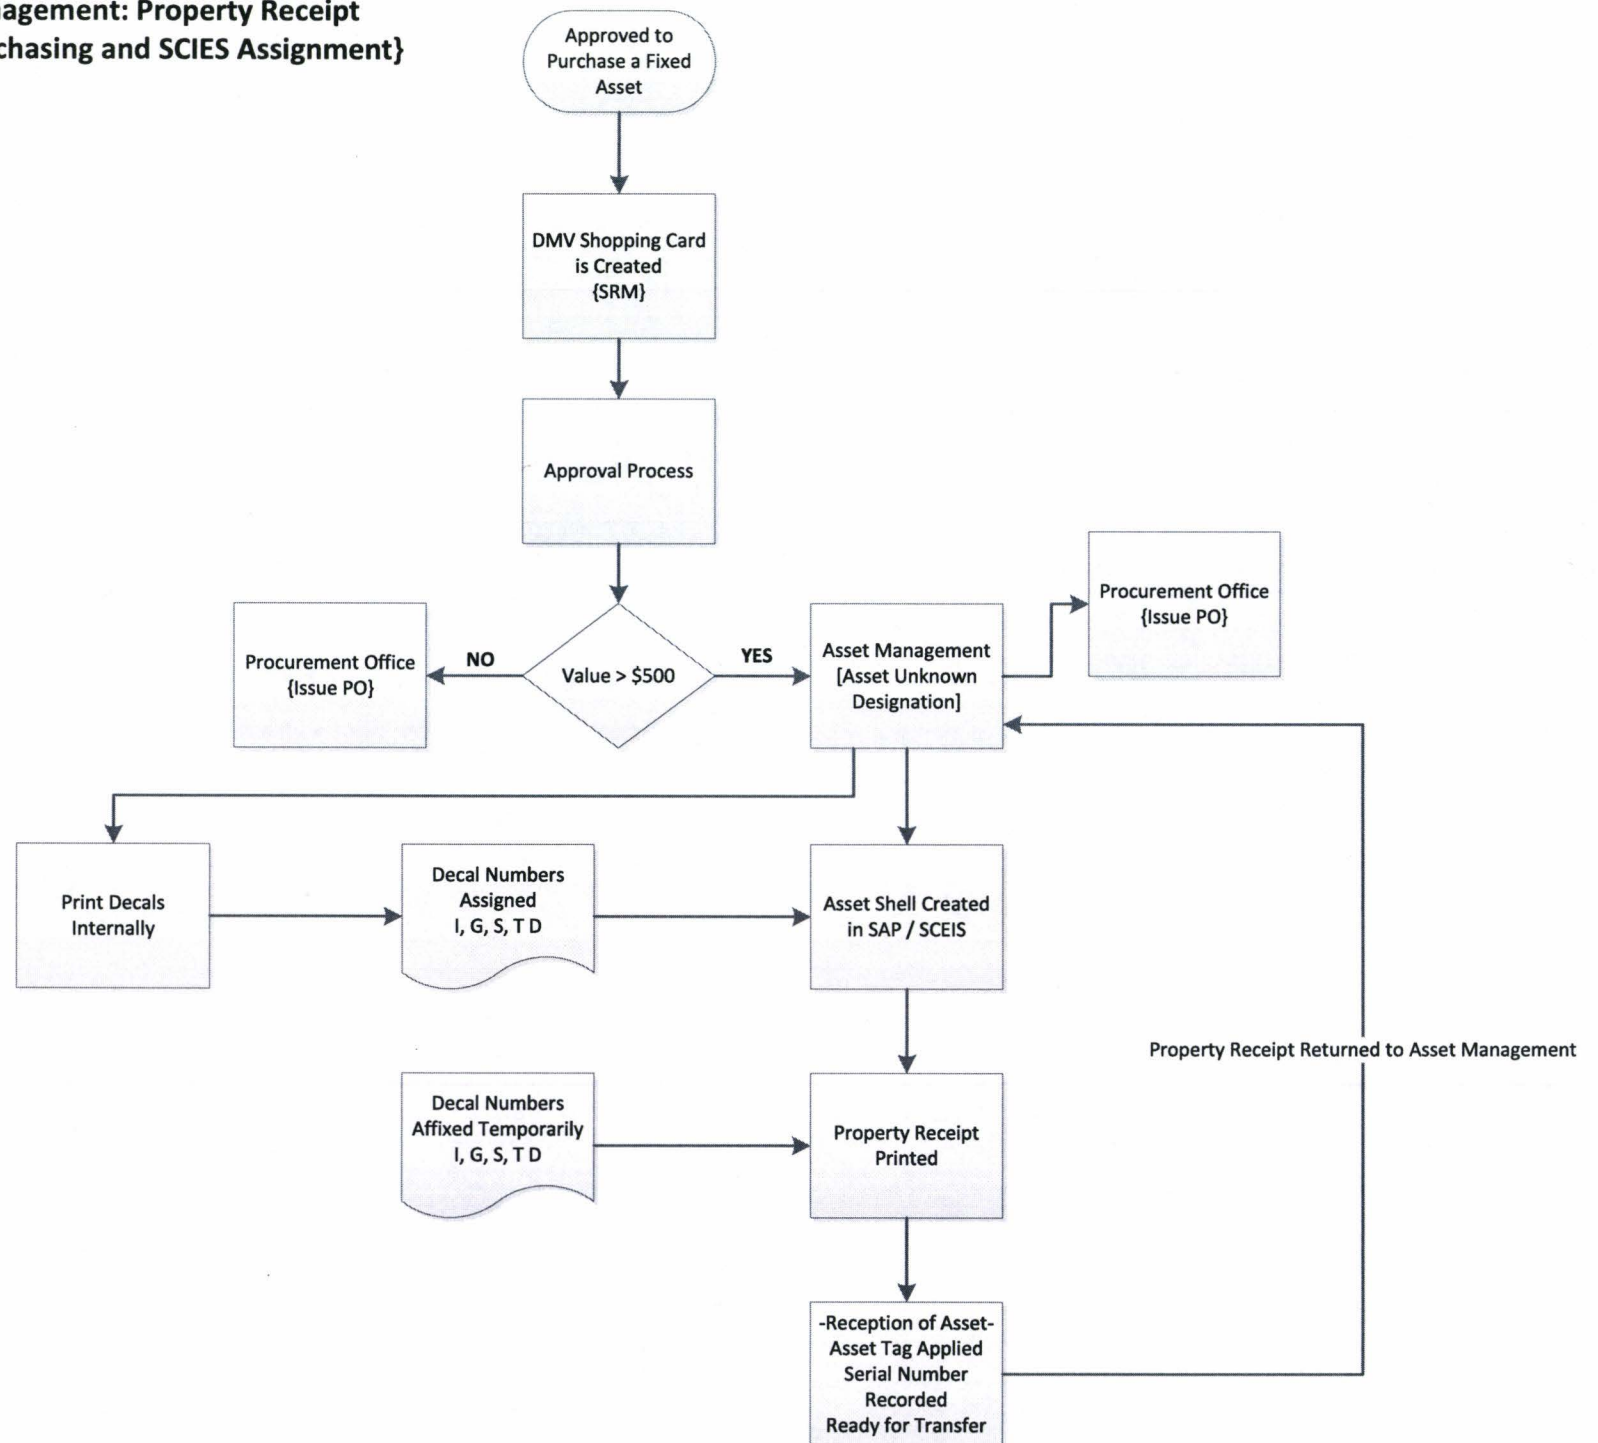 agement: Property Receipt
chasing and SCIES Assignment}
Approved to
Purchase a Fixed
Asset
DMV Shopping Card
is Created
{SRM}
Approval Process
Procurement Office
{Issue PO}
NO
Value > $500
YES
Asset Management
[Asset Unknown
Designation]
Procurement Office
{Issue PO}
Print Decals
Internally
Decal Numbers
Assigned
I, G, S, T D
Asset Shell Created
in SAP / SCEIS
Property Receipt Returned to Asset Management
Decal Numbers
Affixed Temporarily
I, G, S, T D
Property Receipt
Printed
-Reception of Asset-
Asset Tag Applied
Serial Number
Recorded
Ready for Transfer